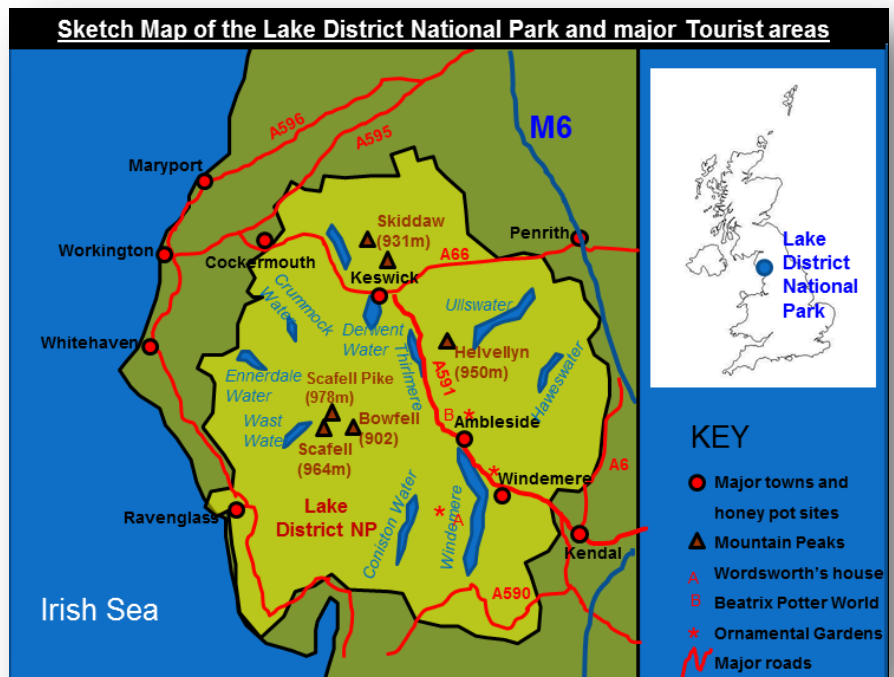 Sketch Map of the Lake District National Park and major Tourist areas
A596
A595
M6
Maryport
Workington
Cockermouth
Skiddaw
(931m)
Penrith
A66
Keswick
Crummock
Water
Derwent
Water
Ullswater
Whitehaven
Thirlmere
A591
Helvellyn
(950m)
Haweswater
Ennerdale
Water
Scafell Pike
(978m)
Wast
Water
Bowfell
(902)
Scafell
(964m)
B *
Ambleside
*
Windemere
A6
Ravenglass
Lake
District NP
Coniston Water
*
A
Windemere
Kendal
A590
Irish Sea
Lake
District
National
Park
KEY
Major towns and
honey pot sites
Mountain Peaks
A Wordsworth's house
B Beatrix Potter World
* Ornamental Gardens
Major roads